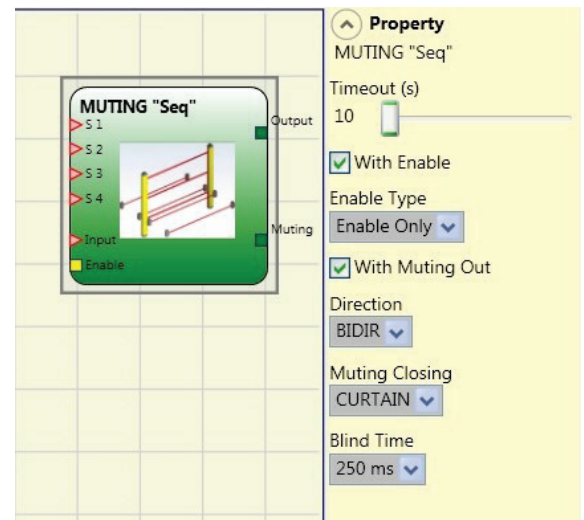 MUTING "Seq"
S 1
S 2
S 3
S 4
Input
Enable
Output
Muting
Property
MUTING "Seq"
Timeout (s)
10
With Enable
Enable Type
Enable Only
With Muting Out
Direction
BIDIR
Muting Closing
CURTAIN
Blind Time
250 ms